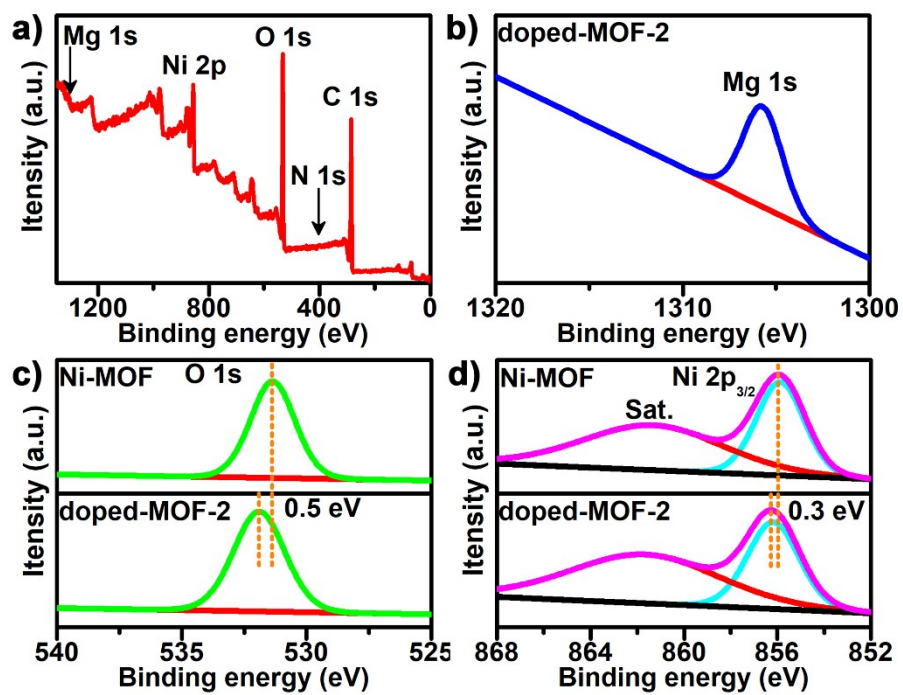 a)
Mg 1s
Ni 2p
O 1s
C 1s
N 1s
Itensity (a.u.)
1200 1000 800 600 400 200 0
Binding energy (eV)
b) doped-MOF-2
Mg 1s
Itensity (a.u.)
1320 1310 1300
Binding energy (eV)
c) Ni-MOF O 1s
doped-MOF-2 0.5 eV
Itensity (a.u.)
540 535 530 525
Binding energy (eV)
d) Ni-MOF Ni 2p3/2
Sat.
doped-MOF-2 0.3 eV
Itensity (a.u.)
868 864 860 856 852
Binding energy (eV)